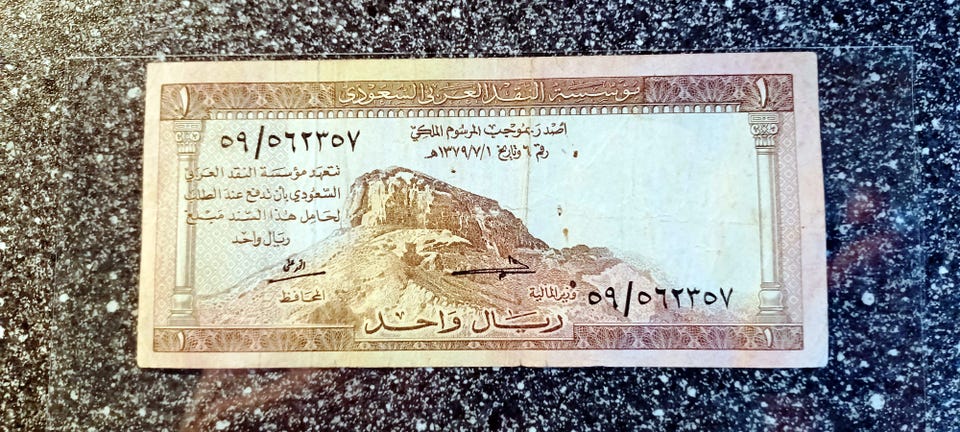 ١ مؤسسة النقد العربي السعودي ١
اصدر بموجب المرسوم الملكي
رقم ٦ وتاريخ ١٣٧٩/٧/١هـ
٥٩/٥٦٢٣٥٧
تتعهد مؤسسة النقد العربي
السعودي بأن تدفع عند الطلب
لحامل هذا السند مبلغ
ريال واحد
المحافظ
وزير المالية
٥٩/٥٦٢٣٥٧
١ ريال واحد ١